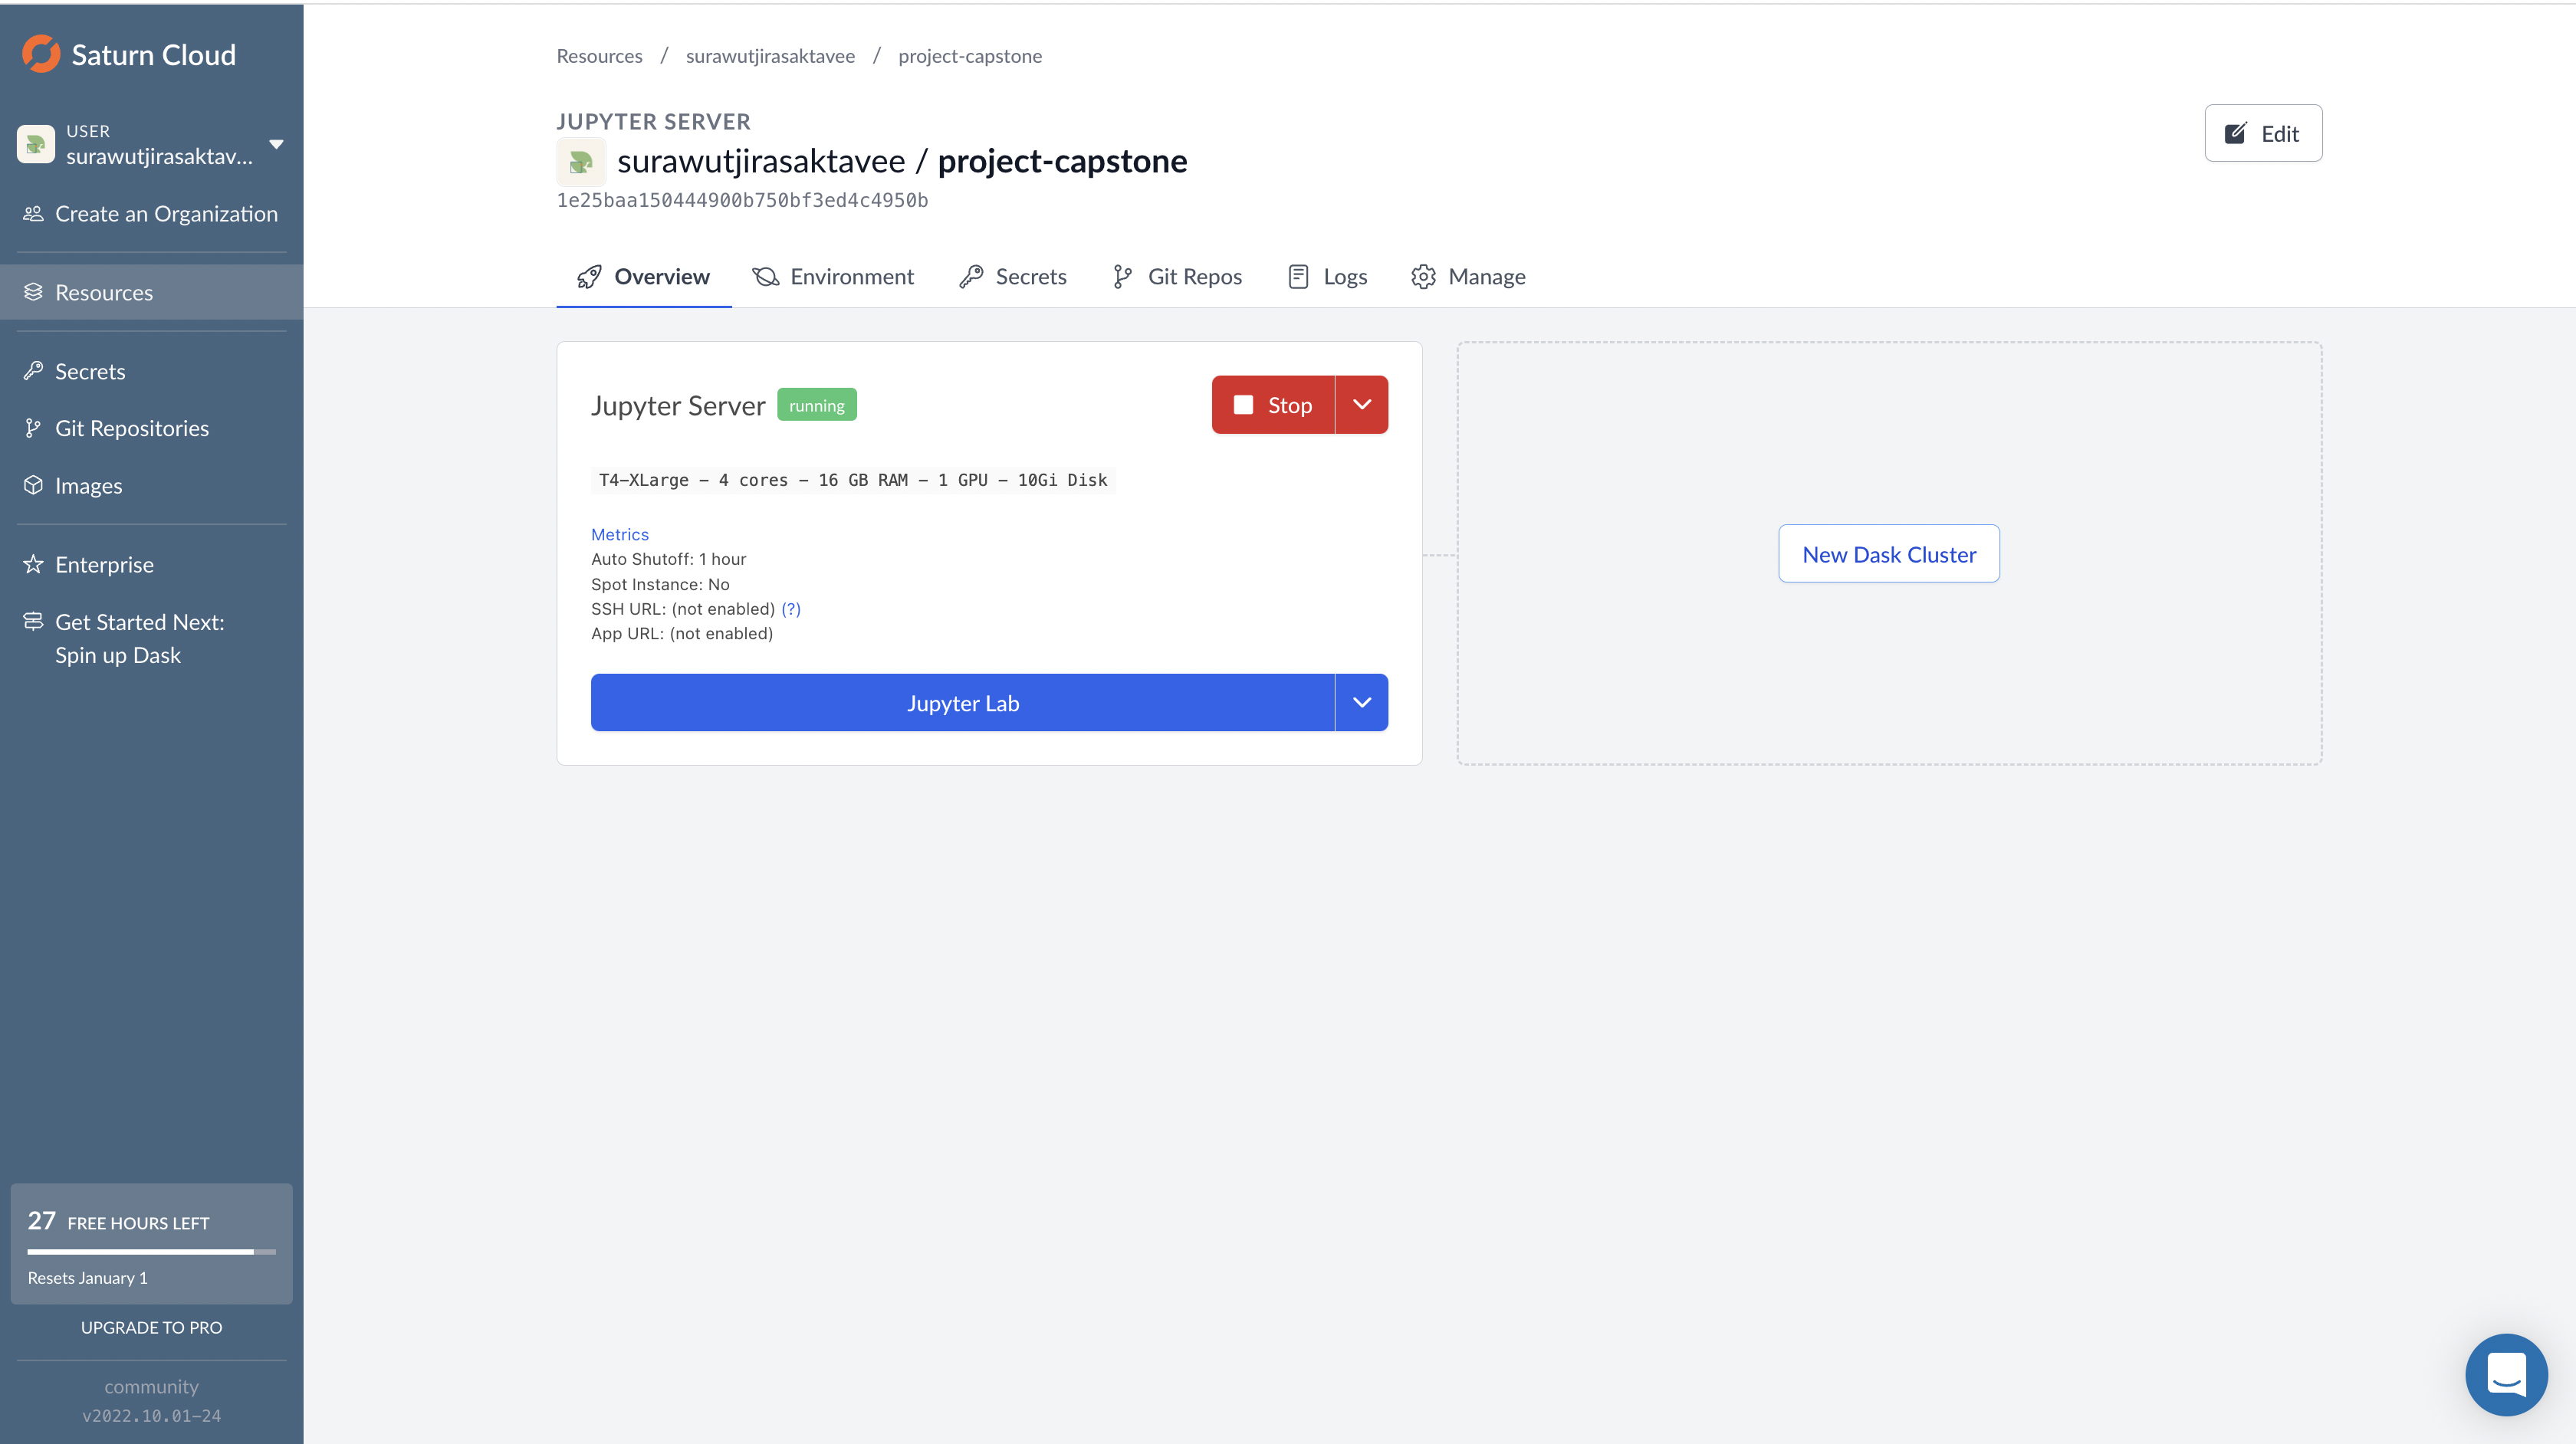 Saturn Cloud
USER
surawutjirasaktav...
Create an Organization
Resources
Secrets
Git Repositories
Images
Enterprise
Get Started Next:
Spin up Dask
27 FREE HOURS LEFT
Resets January 1
UPGRADE TO PRO
community
v2022.10.01-24
Resources / surawutjirasaktavee / project-capstone
JUPYTER SERVER
surawutjirasaktavee / project-capstone
1e25baa150444900b750bf3ed4c4950b
Edit
Overview Environment Secrets Git Repos Logs Manage
Jupyter Server running
Stop
T4-XLarge - 4 cores - 16 GB RAM - 1 GPU - 10Gi Disk
Metrics
Auto Shutoff: 1 hour
Spot Instance: No
SSH URL: (not enabled) (?)
App URL: (not enabled)
Jupyter Lab
New Dask Cluster